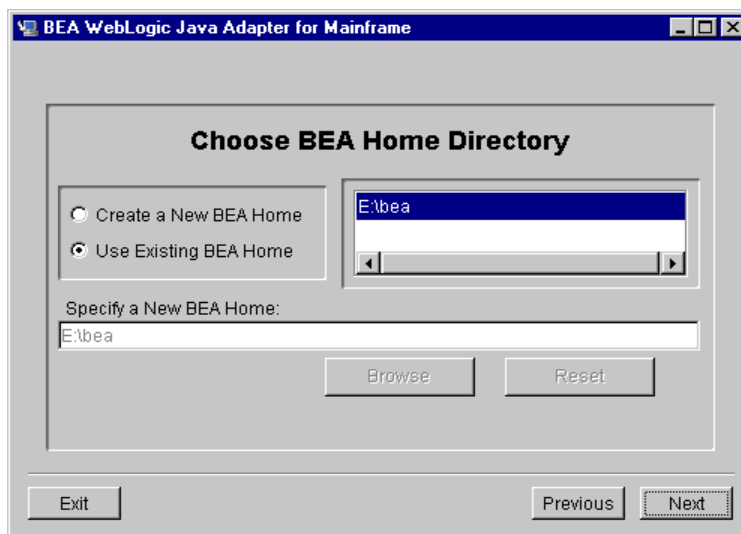 BEA WebLogic Java Adapter for Mainframe
Choose BEA Home Directory
Create a New BEA Home
Use Existing BEA Home
E:\bea
Specify a New BEA Home:
E:\bea
Browse Reset
Exit Previous Next